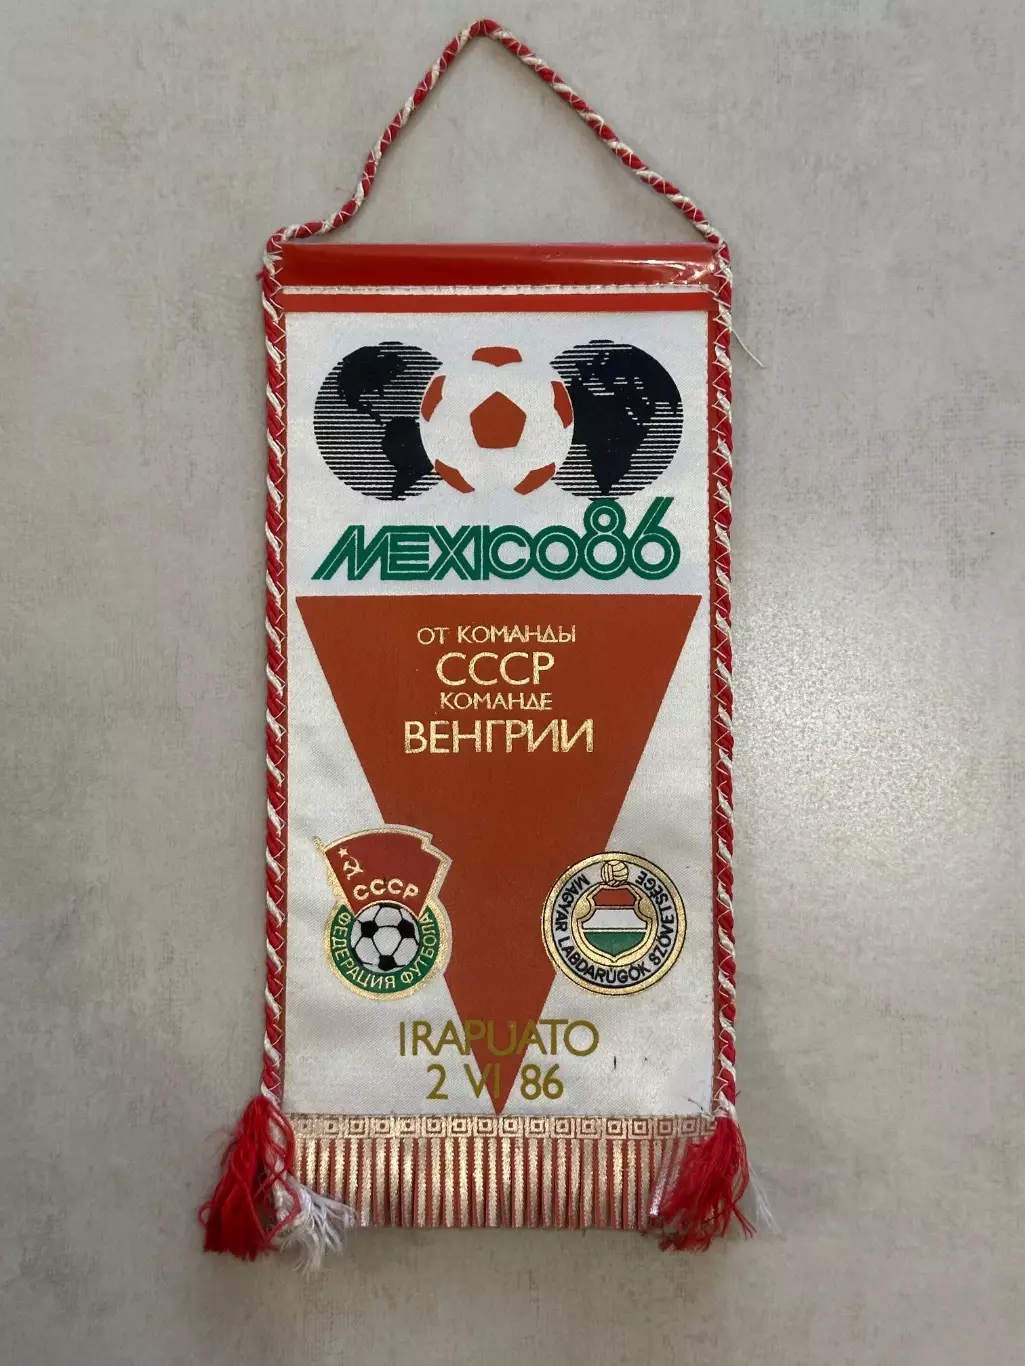 MEXICO86
ОТ КОМАНДЫ
СССР
КОМАНДЕ
ВЕНГРИИ
СССР
ФЕДЕРАЦИЯ ФУТБОЛА
MAGYAR LABDARÚGÓK SZÖVETSÉGE
IRAPUATO
2 VI 86